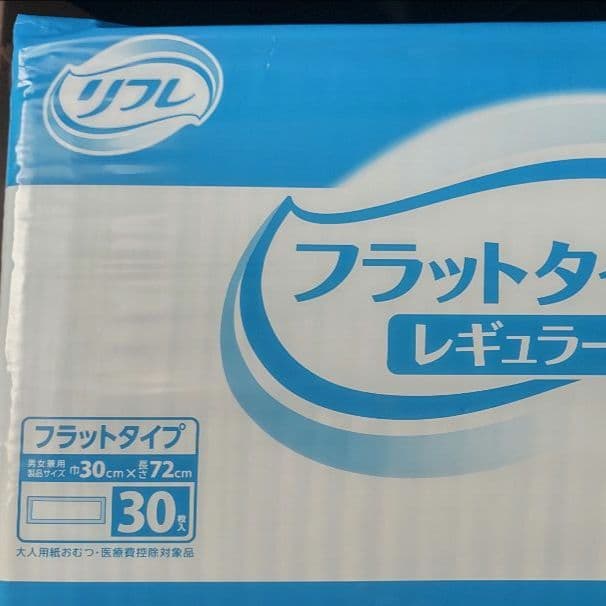 リフレ
フラットタイ
レギュラー
フラットタイプ
男女兼用
製品サイズ 巾30cm×長さ72cm
30枚入
大人用紙おむつ・医療費控除対象品